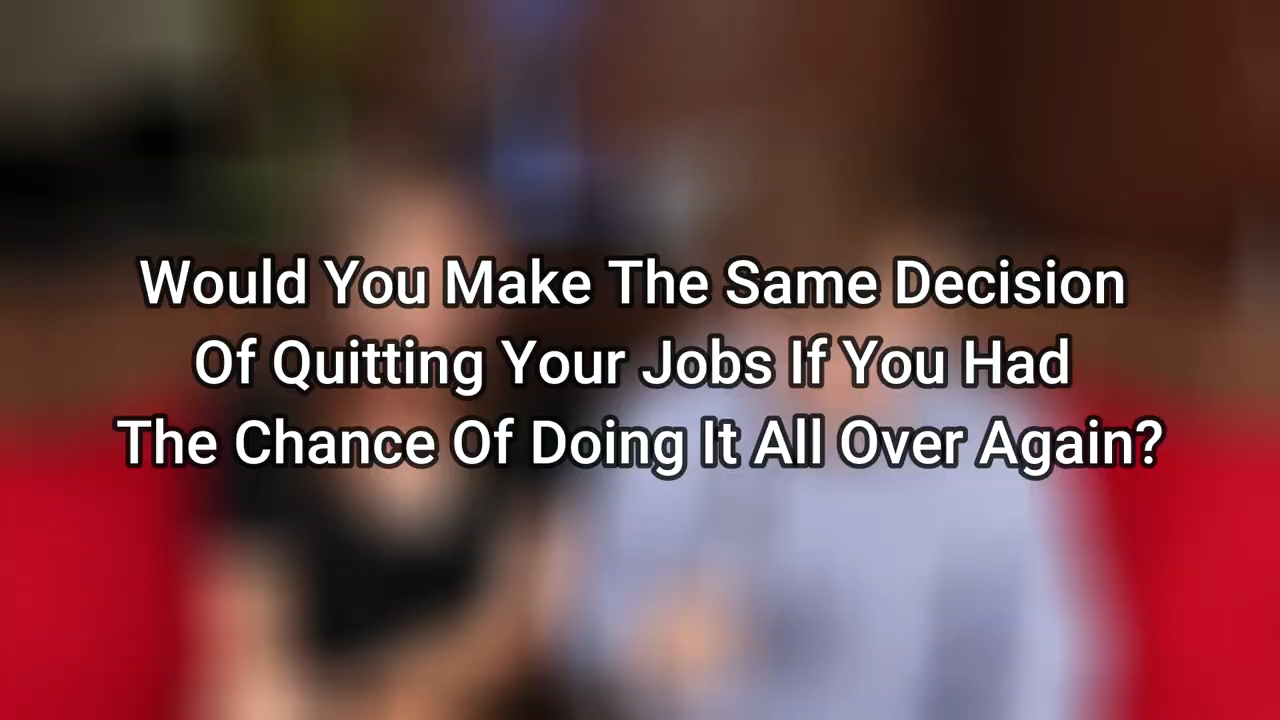 Would You Make The Same Decision
Of Quitting Your Jobs If You Had
The Chance Of Doing It All Over Again?